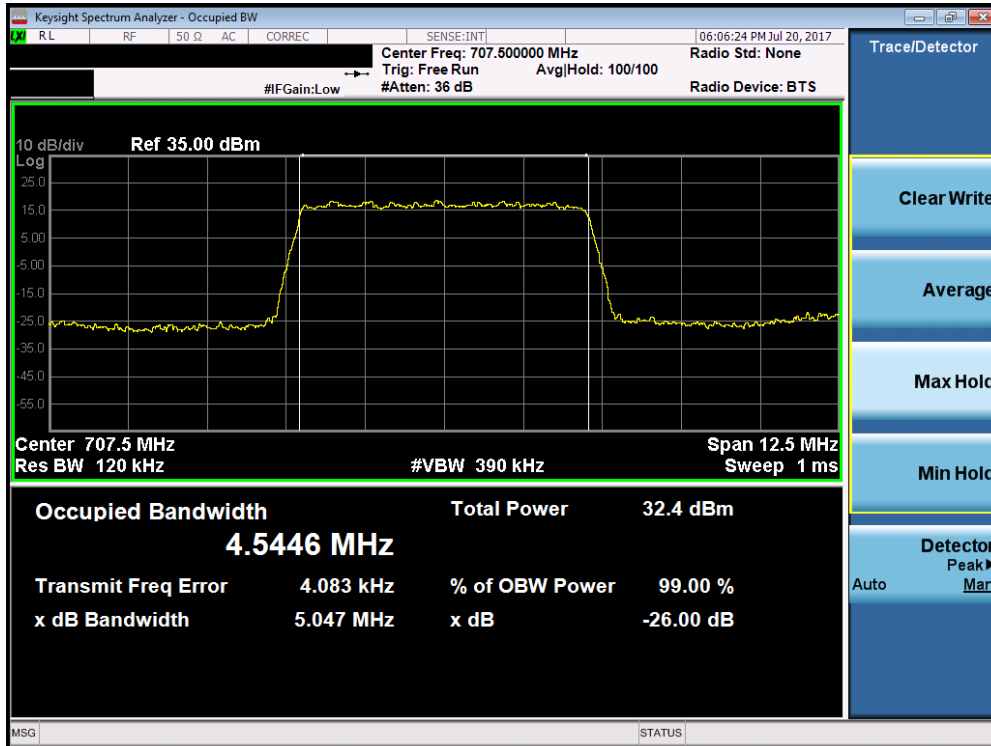 Keysight Spectrum Analyzer - Occupied BW
LXI RL RF 50 Ω AC CORREC SENSE:INT 06:06:24 PM Jul 20, 2017
Center Freq: 707.500000 MHz Radio Std: None
Trig: Free Run Avg|Hold: 100/100
#IFGain:Low #Atten: 36 dB Radio Device: BTS
10 dB/div Ref 35.00 dBm
Log
25.0
15.0
5.00
-5.00
-15.0
-25.0
-35.0
-45.0
-55.0
Center 707.5 MHz Span 12.5 MHz
Res BW 120 kHz #VBW 390 kHz Sweep 1 ms
Occupied Bandwidth Total Power 32.4 dBm
4.5446 MHz
Transmit Freq Error 4.083 kHz % of OBW Power 99.00 %
x dB Bandwidth 5.047 MHz x dB -26.00 dB
Trace/Detector
Clear Write
Average
Max Hold
Min Hold
Detector
Peak
Auto Man
MSG STATUS